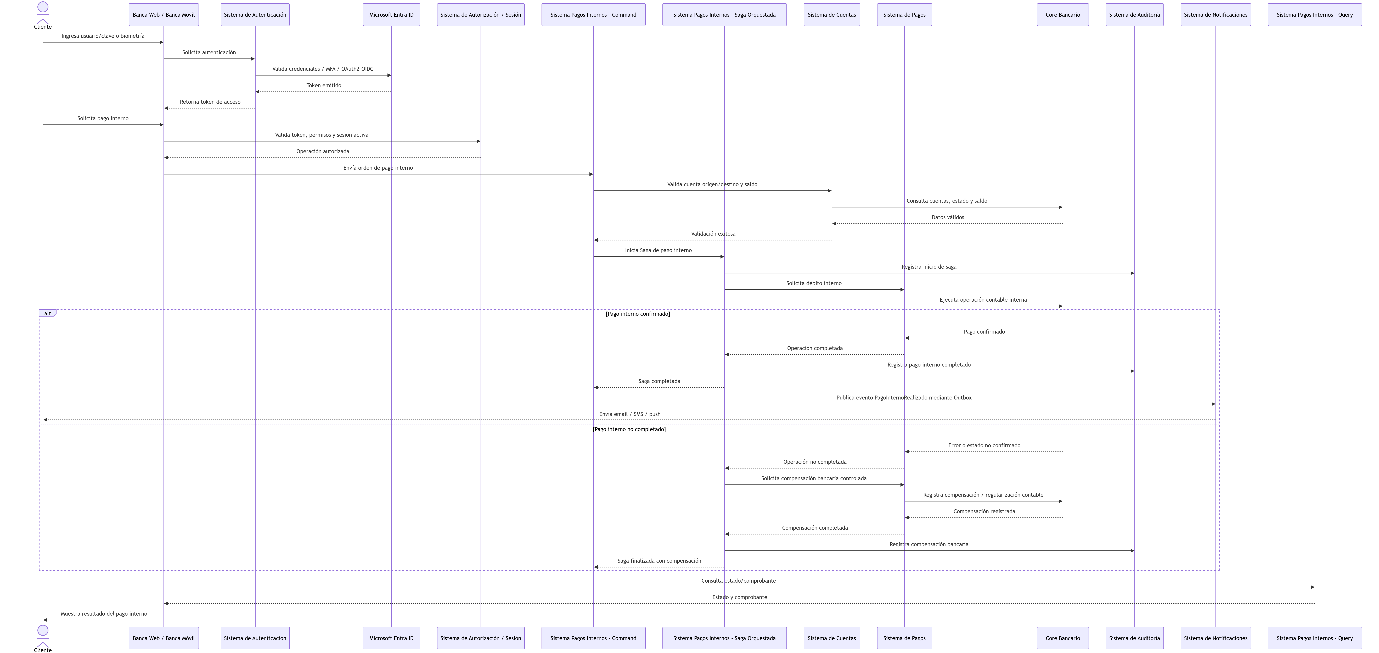 Cliente
Banca Web / Banca Móvil
Sistema de Autenticación
Microsoft Entra ID
Sistema de Autorización / Sesión
Sistema Pagos Internos - Command
Sistema Pagos Internos - Saga Orquestada
Sistema de Cuentas
Sistema de Pagos
Core Bancario
Sistema de Auditoría
Sistema de Notificaciones
Sistema Pagos Internos - Query
Ingresa usuario/clave o biometría
Solicita autenticación
Valida credenciales / MFA / OAuth2 OIDC
Token emitido
Retorna token de acceso
Solicita pago interno
Valida token, permisos y sesión activa
Operación autorizada
Envía orden de pago interno
Valida cuenta origen/destino y saldo
Consulta cuentas, estado y saldo
Datos válidos
Validación exitosa
Inicia Saga de pago interno
Registra inicio de saga
Solicita débito interno
Ejecuta operación contable interna
alt
[Pago interno confirmado]
Pago confirmado
Operación completada
Registra pago interno completado
Saga completada
Publica evento PagoInternoRealizado mediante Outbox
Envía email / SMS / push
[Pago interno no completado]
Error o estado no confirmado
Operación no completada
Solicita compensación bancaria controlada
Registra compensación / regularización contable
Compensación registrada
Compensación completada
Registra compensación bancaria
Saga finalizada con compensación
Consulta estado/comprobante
Estado y comprobante
Muestra resultado del pago interno
Cliente
Banca Web / Banca Móvil
Sistema de Autenticación
Microsoft Entra ID
Sistema de Autorización / Sesión
Sistema Pagos Internos - Command
Sistema Pagos Internos - Saga Orquestada
Sistema de Cuentas
Sistema de Pagos
Core Bancario
Sistema de Auditoría
Sistema de Notificaciones
Sistema Pagos Internos - Query